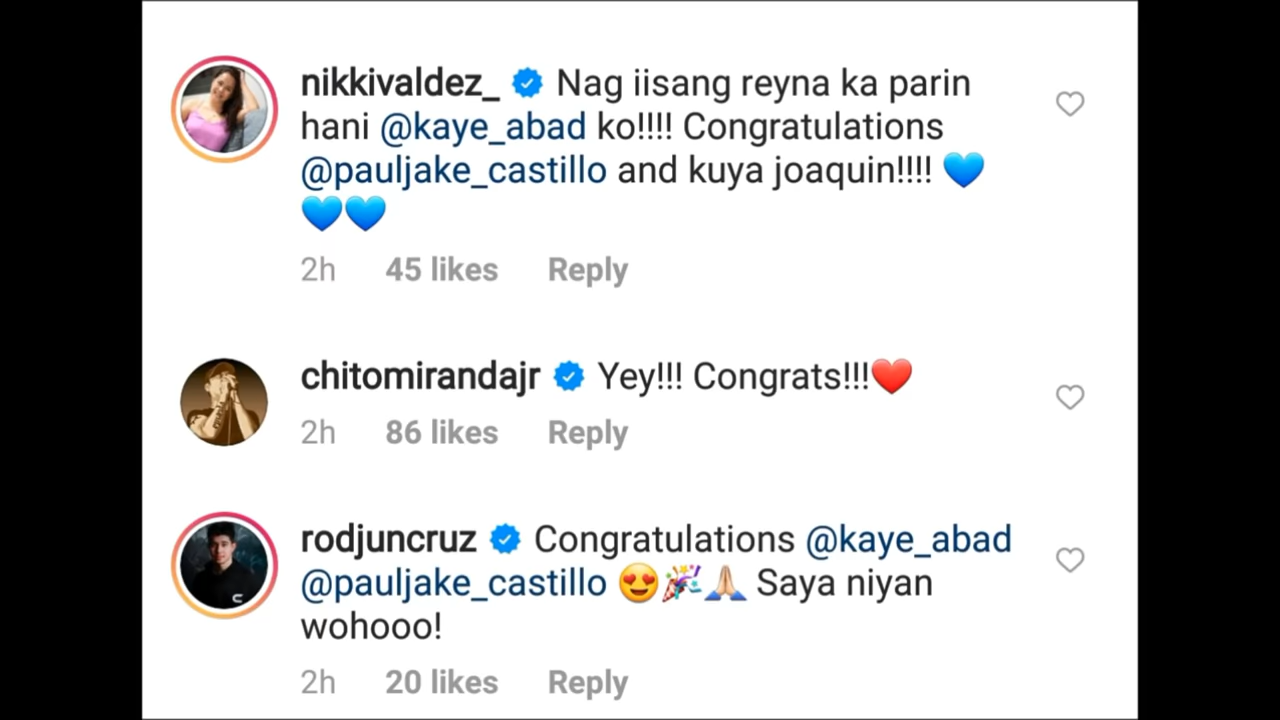 nikkivaldez_ Nag iisang reyna ka parin
hani @kaye_abad ko!!!! Congratulations
@pauljake_castillo and kuya joaquin!!!! 💙
💙💙
2h 45 likes Reply
chitomirandajr Yey!!! Congrats!!!❤️
2h 86 likes Reply
rodjuncruz Congratulations @kaye_abad
@pauljake_castillo 😍🎉🙏🏻 Saya niyan
wohooo!
2h 20 likes Reply